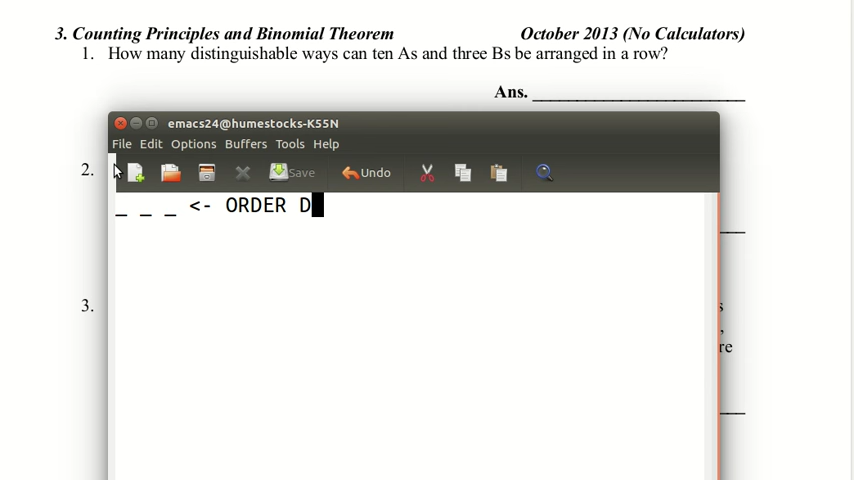 3. Counting Principles and Binomial Theorem October 2013 (No Calculators)
1. How many distinguishable ways can ten As and three Bs be arranged in a row?
Ans. ____________________
emacs24@humestocks-K55N
File Edit Options Buffers Tools Help
2.
Save Undo
_ _ _ <- ORDER D
3.
re